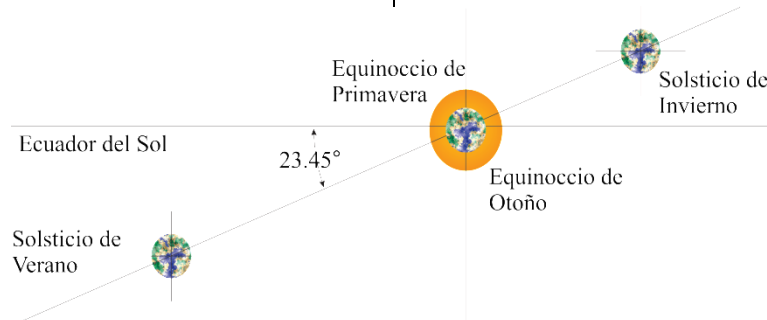 Equinoccio de
Primavera
Solsticio de
Invierno
Ecuador del Sol
23.45°
Equinoccio de
Otoño
Solsticio de
Verano